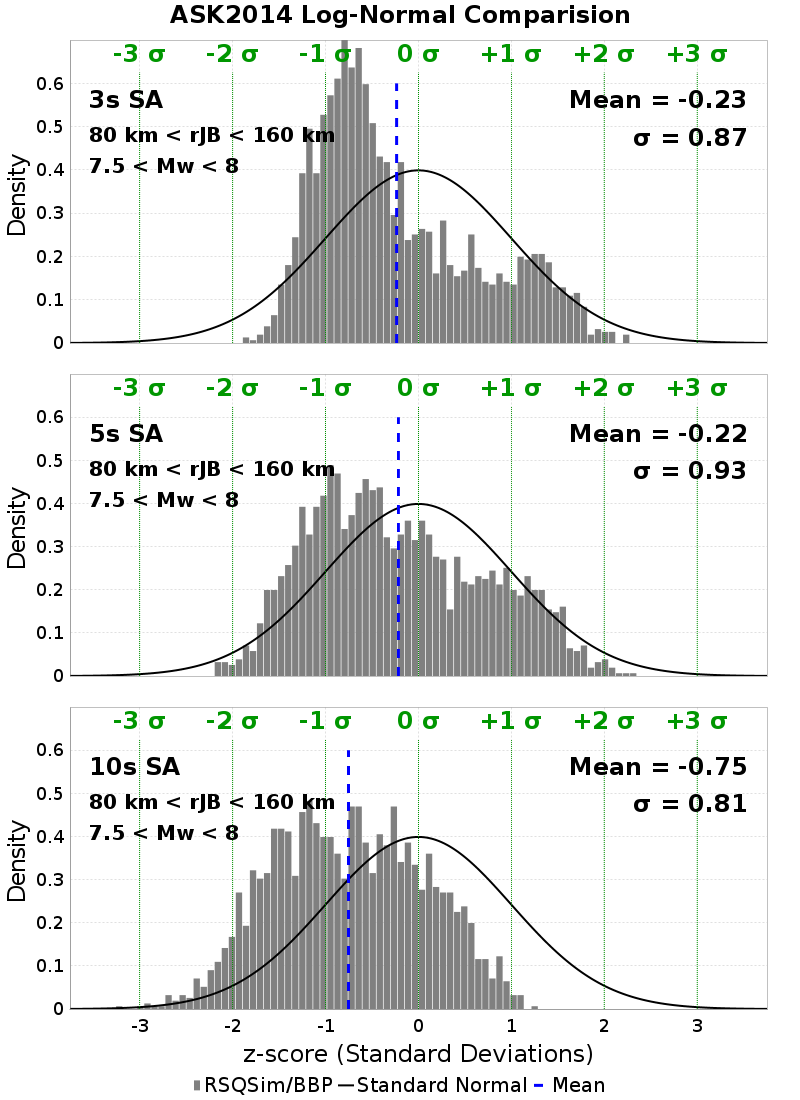 ASK2014 Log-Normal Comparision
-3 σ -2 σ -1 σ 0 σ +1 σ +2 σ +3 σ
3s SA
Mean = -0.23
80 km < rJB < 160 km
σ = 0.87
7.5 < Mw < 8
Density
0.6
0.5
0.4
0.3
0.2
0.1
0
-3 σ -2 σ -1 σ 0 σ +1 σ +2 σ +3 σ
5s SA
Mean = -0.22
80 km < rJB < 160 km
σ = 0.93
7.5 < Mw < 8
Density
0.6
0.5
0.4
0.3
0.2
0.1
0
-3 σ -2 σ -1 σ 0 σ +1 σ +2 σ +3 σ
10s SA
Mean = -0.75
80 km < rJB < 160 km
σ = 0.81
7.5 < Mw < 8
Density
0.6
0.5
0.4
0.3
0.2
0.1
0
-3 -2 -1 0 1 2 3
z-score (Standard Deviations)
RSQSim/BBP Standard Normal Mean